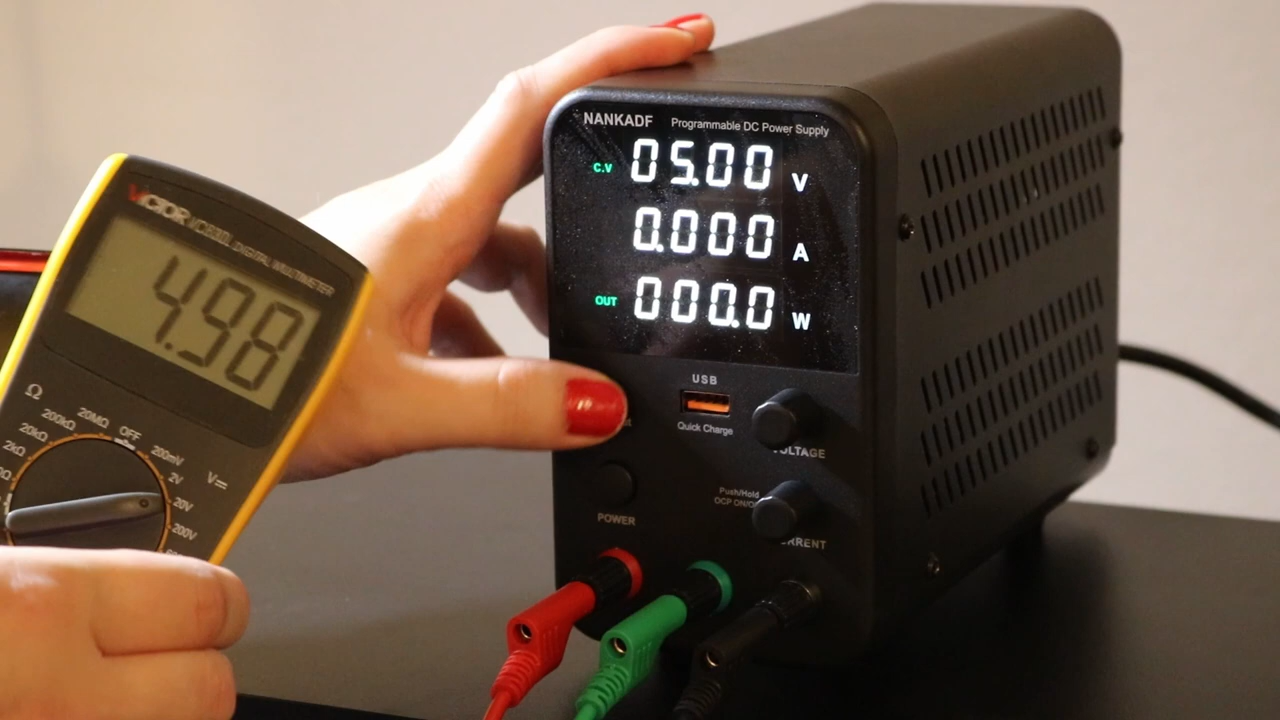 NANKADF Programmable DC Power Supply
C.V 05.00 V
0.000 A
OUT 000.0 W
USB
Quick Charge
VOLTAGE
Push/Hold
POWER
VICTOR DIGITAL MULTIMETER
4.98
Ω
20MΩ OFF 200mV
200kΩ 2V
20kΩ 20V
2kΩ 200V
V